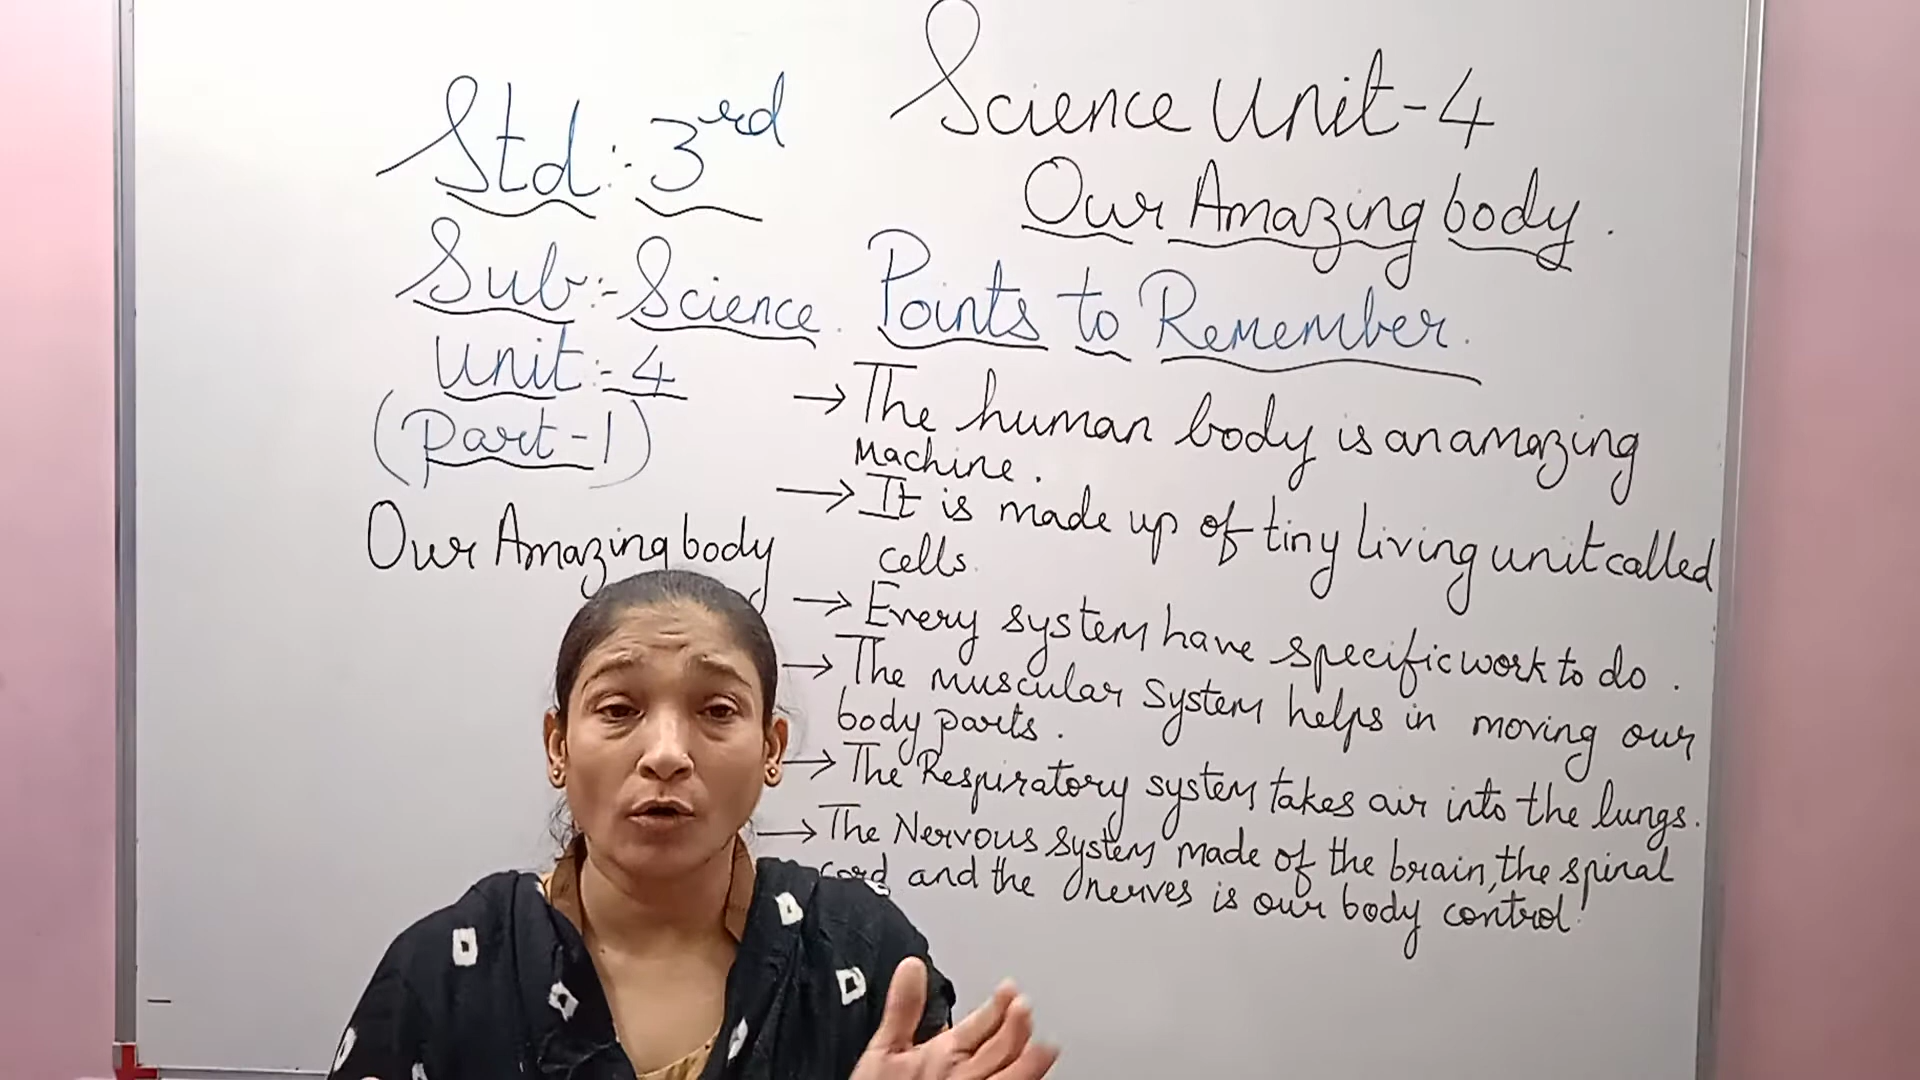 Std:- 3rd
Sub:- Science.
Unit:- 4
(Part-1)
Our Amazing body
Science Unit-4
Our Amazing body.
Points to Remember.
→ The human body is an amazing
Machine.
→ It is made up of tiny living unit called
cells.
→ Every system have specific work to do.
→ The muscular system helps in moving our
body parts.
→ The Respiratory system takes air into the lungs.
→ The Nervous system made of the brain, the spinal
cord and the nerves is our body control!